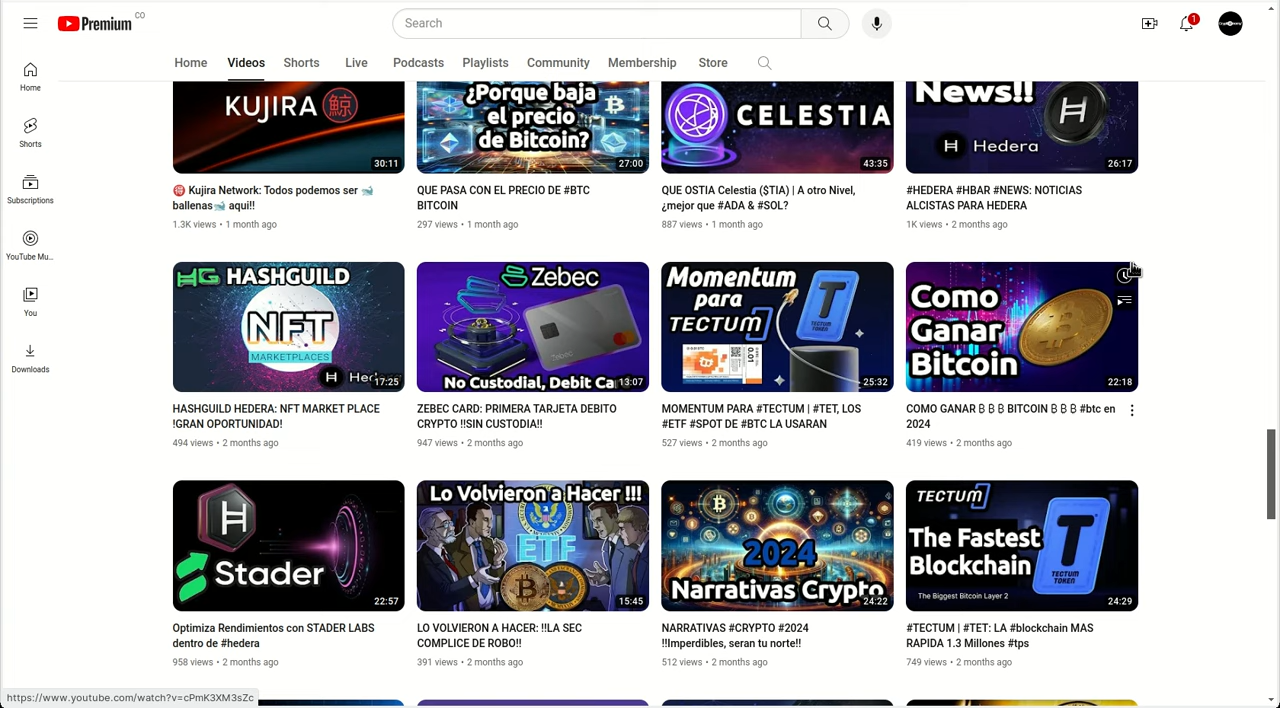 Premium CO
Search
1
Home Videos Shorts Live Podcasts Playlists Community Membership Store
Home
Shorts
Subscriptions
YouTube Mu...
You
Downloads
KUJIRA 鯨
30:11
¿Porque baja
el precio
de Bitcoin?
27:00
CELESTIA
43:35
News!!
H Hedera
26:17
🉐 Kujira Network: Todos podemos ser 🐋
ballenas🐋 aqui!!
1.3K views • 1 month ago
QUE PASA CON EL PRECIO DE #BTC
BITCOIN
297 views • 1 month ago
QUE OSTIA Celestia ($TIA) | A otro Nivel,
¿mejor que #ADA & #SOL?
887 views • 1 month ago
#HEDERA #HBAR #NEWS: NOTICIAS
ALCISTAS PARA HEDERA
1K views • 2 months ago
HG HASHGUILD
NFT
MARKETPLACES
H
17:25
Zebec
Zebec
No Custodial, Debit
13:07
Momentum
para
TECTUM
T
TECTUM
TOKEN
0.01
25:32
Como
Ganar
Bitcoin
22:18
HASHGUILD HEDERA: NFT MARKET PLACE
!GRAN OPORTUNIDAD!
494 views • 2 months ago
ZEBEC CARD: PRIMERA TARJETA DEBITO
CRYPTO !!SIN CUSTODIA!!
947 views • 2 months ago
MOMENTUM PARA #TECTUM | #TET, LOS
#ETF #SPOT DE #BTC LA USARAN
527 views • 2 months ago
COMO GANAR ₿ ₿ ₿ BITCOIN ₿ ₿ ₿ #btc en
2024
419 views • 2 months ago
H
Stader
22:57
Lo Volvieron a Hacer !!!
ETF
15:45
2024
Narrativas Crypto
24:22
TECTUM
The Fastest
Blockchain
The Biggest Bitcoin Layer 2
T
TECTUM
TOKEN
24:29
Optimiza Rendimientos con STADER LABS
dentro de #hedera
958 views • 2 months ago
LO VOLVIERON A HACER: !!LA SEC
COMPLICE DE ROBO!!
391 views • 2 months ago
NARRATIVAS #CRYPTO #2024
!!Imperdibles, seran tu norte!!
512 views • 2 months ago
#TECTUM | #TET: LA #blockchain MAS
RAPIDA 1.3 Millones #tps
749 views • 2 months ago
https://www.youtube.com/watch?v=cPmK3XM3sZc